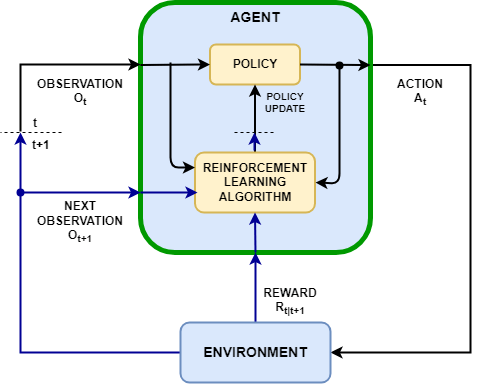 AGENT
POLICY
OBSERVATION
Oₜ
ACTION
Aₜ
POLICY
UPDATE
t
t+1
REINFORCEMENT
LEARNING
ALGORITHM
NEXT
OBSERVATION
Oₜ₊₁
REWARD
Rₜ|ₜ₊₁
ENVIRONMENT